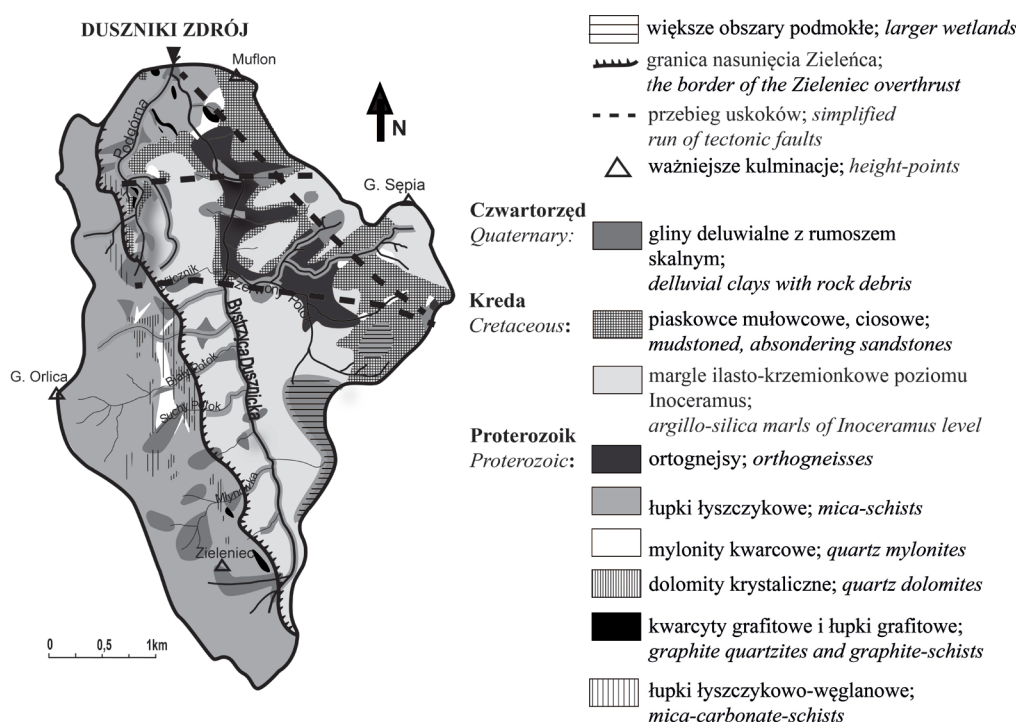 DUSZNIKI ZDRÓJ
Muflon
N
Podgórna
G. Sępia
G. Orlica
Bystrzyca Dusznicka
Biały Potok
Suchy Potok
Młynówka
Zieleniec
0 0,5 1km
większe obszary podmokłe; larger wetlands
granica nasunięcia Zieleńca;
the border of the Zieleniec overthrust
przebieg uskoków; simplified
run of tectonic faults
ważniejsze kulminacje; height-points
Czwartorzęd
Quaternary:
gliny deluwialne z rumoszem
skalnym;
delluvial clays with rock debris
Kreda
Cretaceous:
piaskowce mułowcowe, ciosowe;
mudstoned, absondering sandstones
margle ilasto-krzemionkowe poziomu
Inoceramus;
argillo-silica marls of Inoceramus level
Proterozoik
Proterozoic:
ortognejsy; orthogneisses
łupki łyszczykowe; mica-schists
mylonity kwarcowe; quartz mylonites
dolomity krystaliczne; quartz dolomites
kwarcyty grafitowe i łupki grafitowe;
graphite quartzites and graphite-schists
łupki łyszczykowo-węglanowe;
mica-carbonate-schists